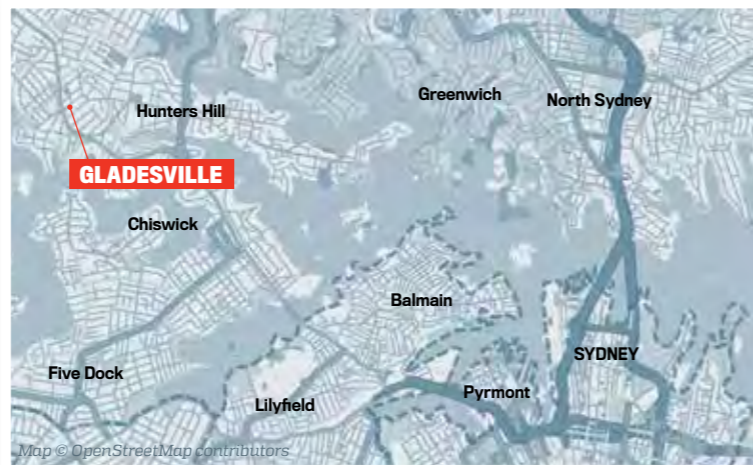 Greenwich
North Sydney
Hunters Hill
GLADESVILLE
Chiswick
Balmain
SYDNEY
Five Dock
Pyrmont
Lilyfield
Map © OpenStreetMap contributors